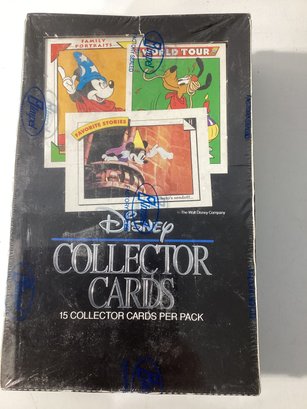 FAMILY PORTRAITS
WORLD TOUR
FAVORITE STORIES
© The Walt Disney Company
Disney
COLLECTOR
CARDS
15 COLLECTOR CARDS PER PACK